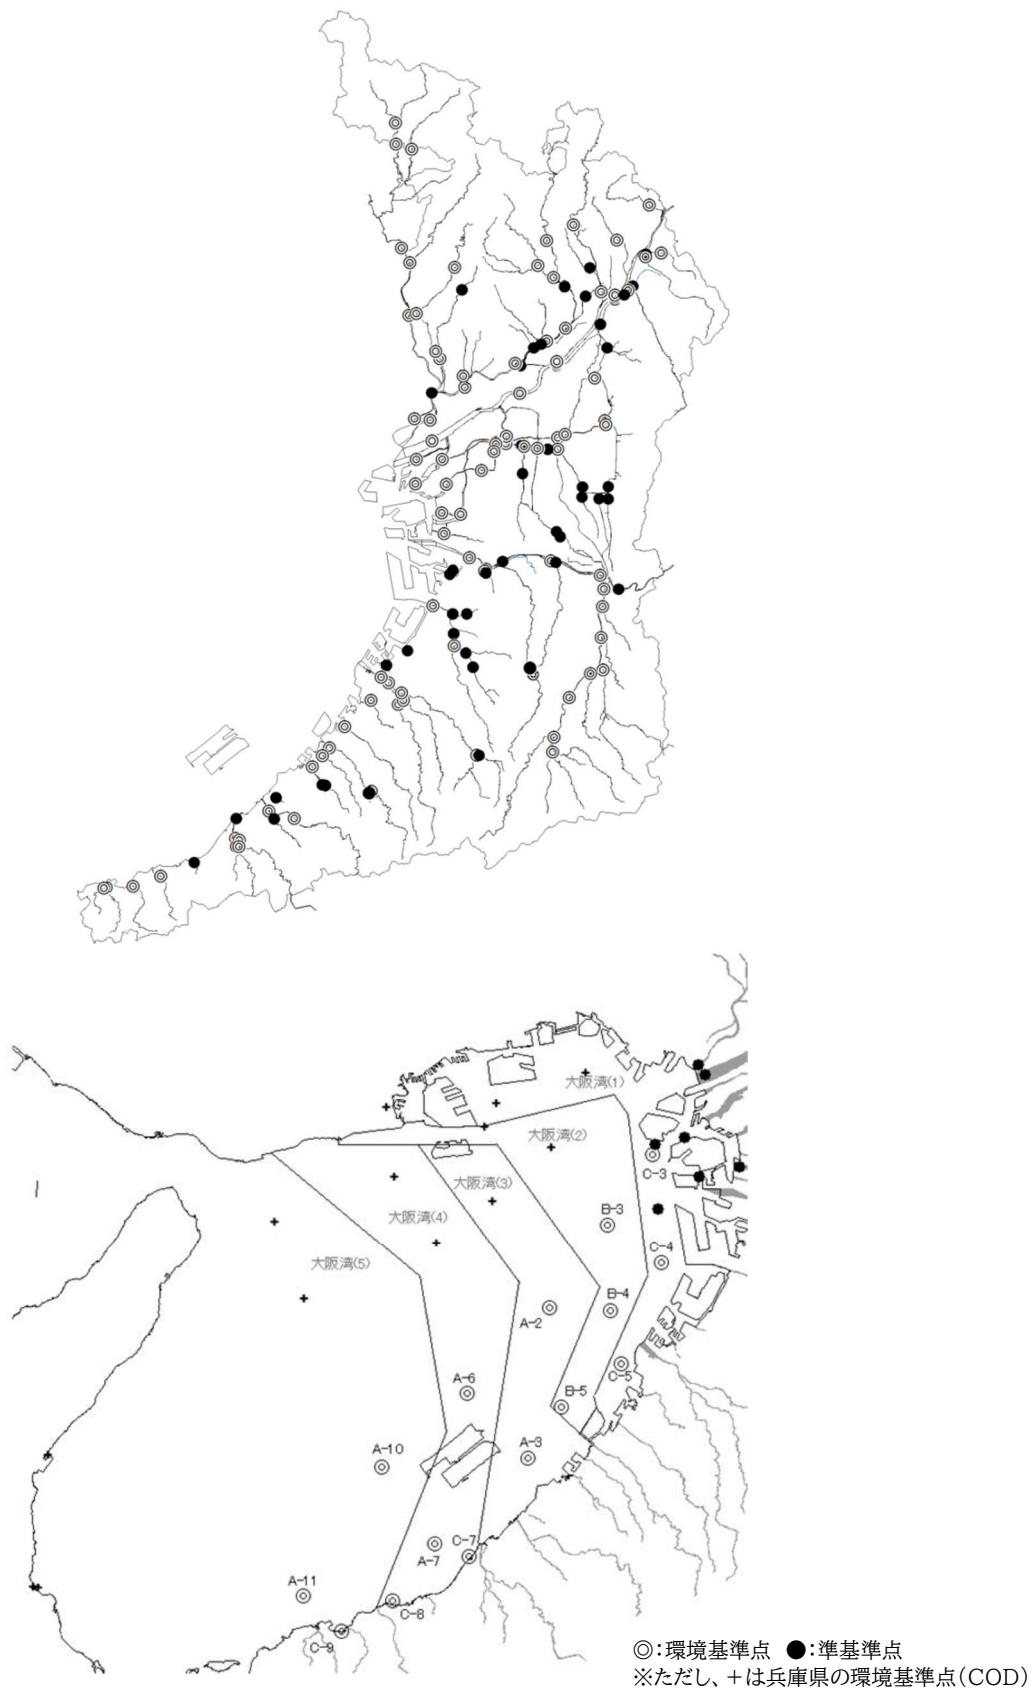 大阪湾(1)
大阪湾(2)
C-3
大阪湾(3)
大阪湾(4)
B-3
C-4
大阪湾(5)
B-4
A-2
C-5
A-6
B-5
A-10
A-3
C-7
A-7
A-11
C-8
C-9
◎:環境基準点 ●:準基準点
※ただし、+は兵庫県の環境基準点(COD)